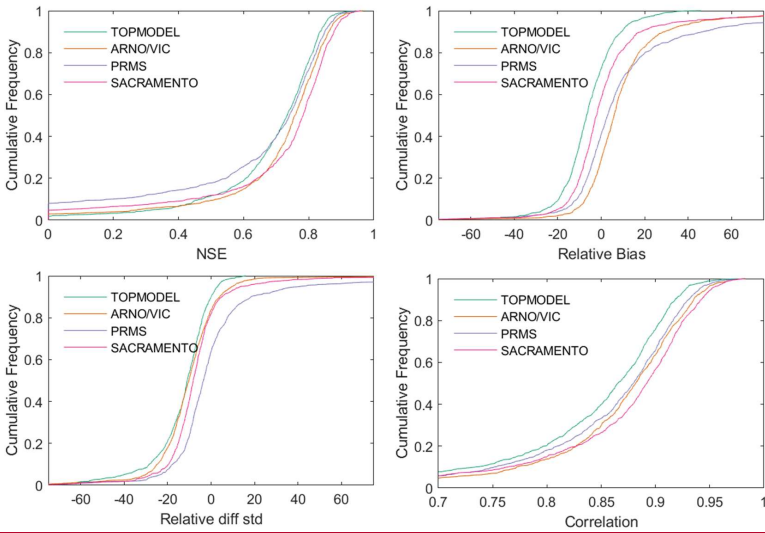 Cumulative Frequency
1
0.8
0.6
0.4
0.2
0
TOPMODEL
ARNO/VIC
PRMS
SACRAMENTO
0 0.2 0.4 0.6 0.8 1
NSE
Cumulative Frequency
1
0.8
0.6
0.4
0.2
0
TOPMODEL
ARNO/VIC
PRMS
SACRAMENTO
-60 -40 -20 0 20 40 60
Relative Bias
Cumulative Frequency
1
0.8
0.6
0.4
0.2
0
TOPMODEL
ARNO/VIC
PRMS
SACRAMENTO
-60 -40 -20 0 20 40 60
Relative diff std
Cumulative Frequency
1
0.8
0.6
0.4
0.2
0
TOPMODEL
ARNO/VIC
PRMS
SACRAMENTO
0.7 0.75 0.8 0.85 0.9 0.95 1
Correlation